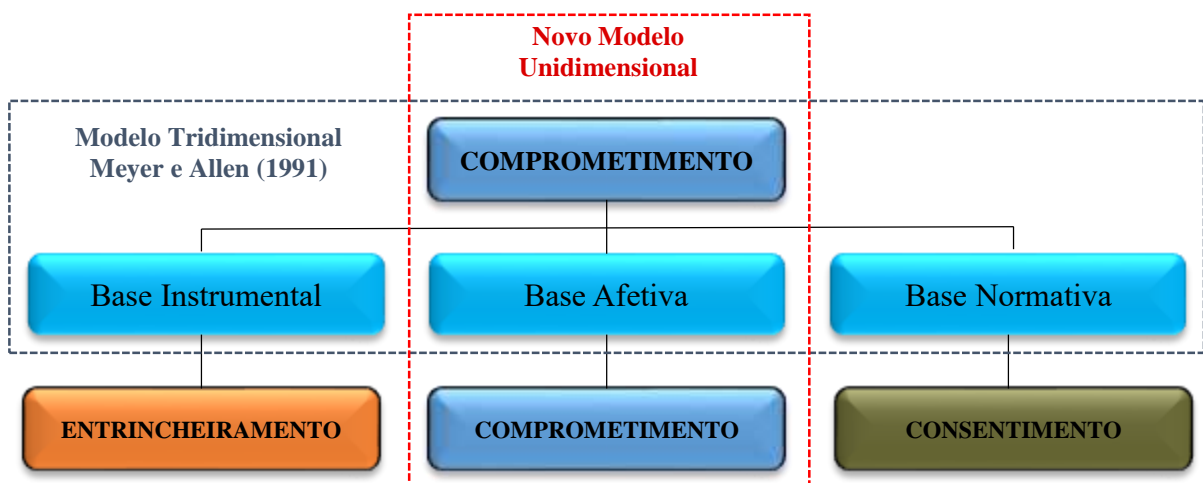 Novo Modelo
Unidimensional
Modelo Tridimensional
Meyer e Allen (1991)
COMPROMETIMENTO
Base Instrumental
Base Afetiva
Base Normativa
ENTRINCHEIRAMENTO
COMPROMETIMENTO
CONSENTIMENTO